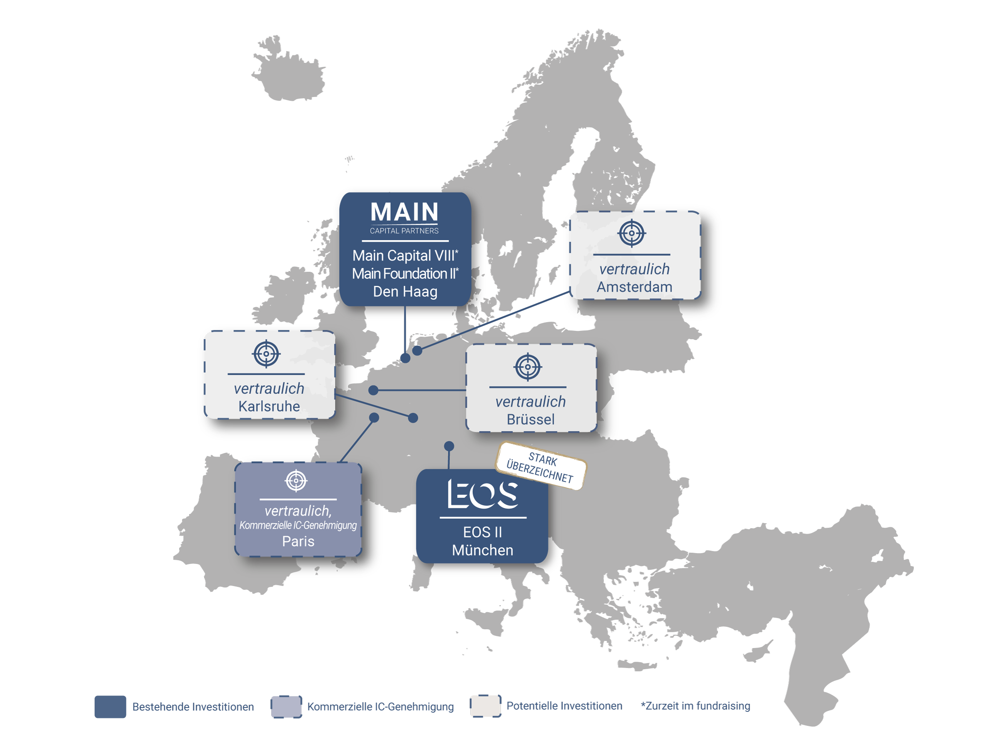 MAIN
CAPITAL PARTNERS
Main Capital VIII*
Main Foundation II*
Den Haag
vertraulich
Amsterdam
vertraulich
Karlsruhe
vertraulich
Brüssel
STARK
ÜBERZEICHNET
vertraulich,
Kommerzielle IC-Genehmigung
Paris
EOS
EOS II
München
Bestehende Investitionen
Kommerzielle IC-Genehmigung
Potentielle Investitionen
*Zurzeit im fundraising